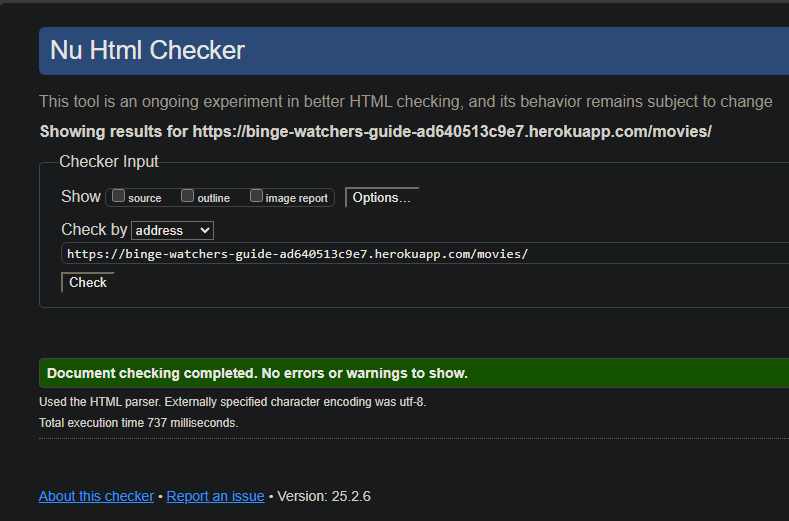 Nu Html Checker
This tool is an ongoing experiment in better HTML checking, and its behavior remains subject to change
Showing results for https://binge-watchers-guide-ad640513c9e7.herokuapp.com/movies/
Checker Input
Show source outline image report Options...
Check by address
https://binge-watchers-guide-ad640513c9e7.herokuapp.com/movies/
Check
Document checking completed. No errors or warnings to show.
Used the HTML parser. Externally specified character encoding was utf-8.
Total execution time 737 milliseconds.
About this checker • Report an issue • Version: 25.2.6